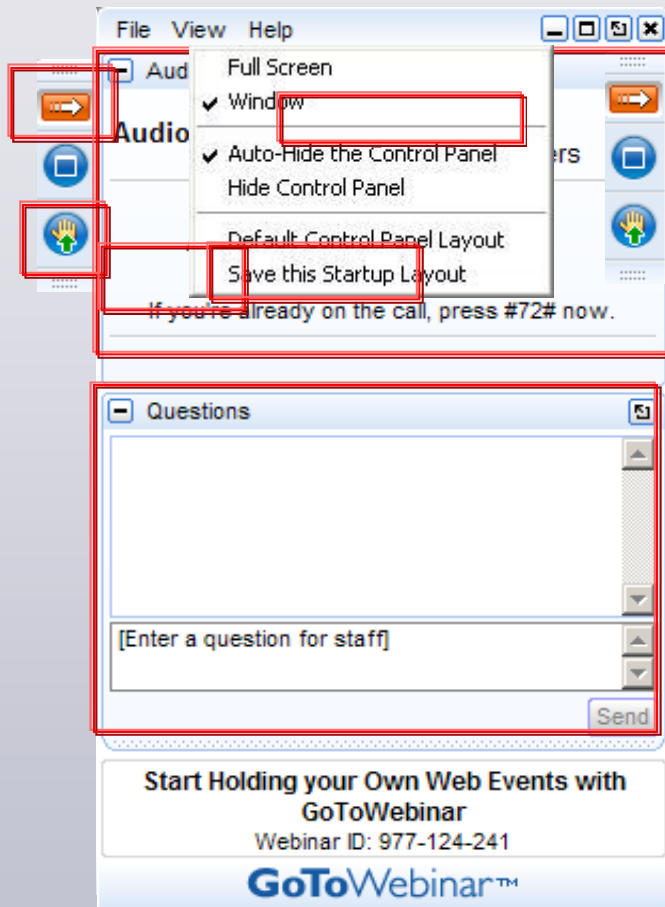 File View Help
Aud
Full Screen
Window
Audio
ers
Auto-Hide the Control Panel
Hide Control Panel
Default Control Panel Layout
Save this Startup Layout
If you're already on the call, press #72# now.
Questions
[Enter a question for staff]
Send
Start Holding your Own Web Events with
GoToWebinar
Webinar ID: 977-124-241
GoToWebinar™